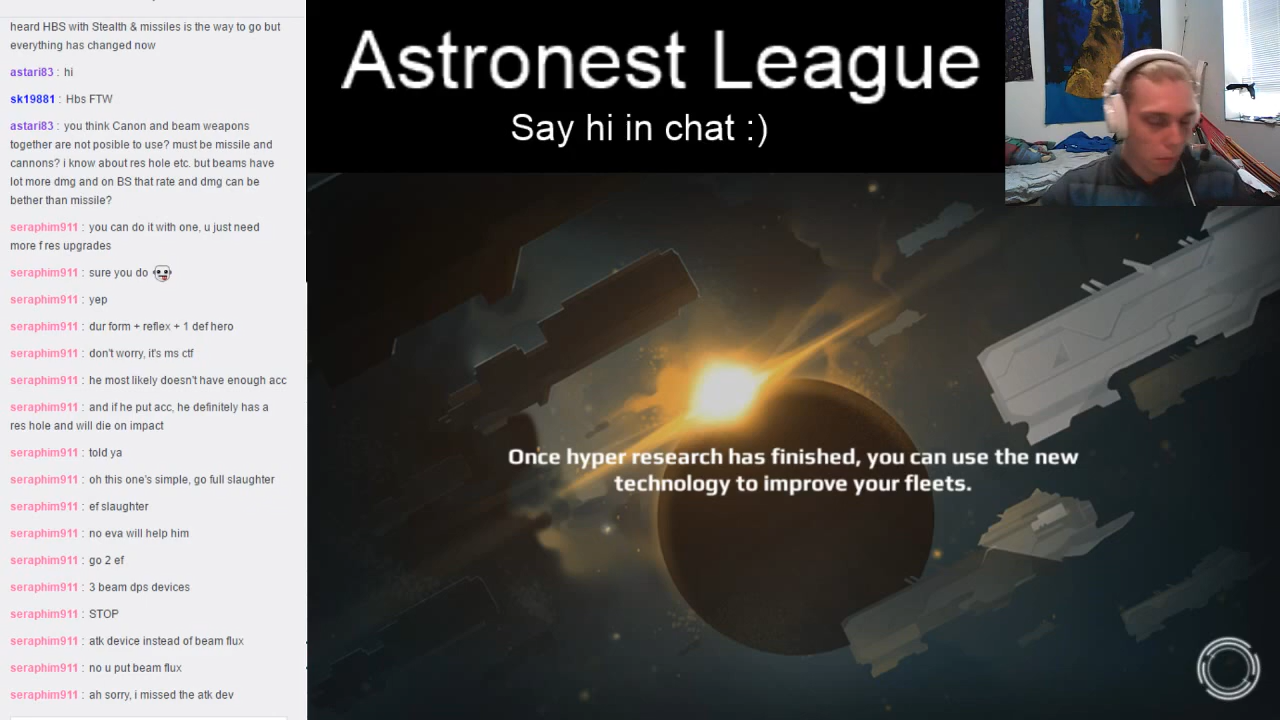 heard HBS with Stealth & missiles is the way to go but
everything has changed now
astari83 : hi
sk19881 : Hbs FTW
astari83 : you think Canon and beam weapons
together are not posible to use? must be missile and
cannons? i know about res hole etc. but beams have
lot more dmg and on BS that rate and dmg can be
bether than missile?
seraphim911 : you can do it with one, u just need
more f res upgrades
seraphim911 : sure you do
seraphim911 : yep
seraphim911 : dur form + reflex + 1 def hero
seraphim911 : don't worry, it's ms ctf
seraphim911 : he most likely doesn't have enough acc
seraphim911 : and if he put acc, he definitely has a
res hole and will die on impact
seraphim911 : told ya
seraphim911 : oh this one's simple, go full slaughter
seraphim911 : ef slaughter
seraphim911 : no eva will help him
seraphim911 : go 2 ef
seraphim911 : 3 beam dps devices
seraphim911 : STOP
seraphim911 : atk device instead of beam flux
seraphim911 : no u put beam flux
seraphim911 : ah sorry, i missed the atk dev
Astronest League
Say hi in chat :)
Once hyper research has finished, you can use the new
technology to improve your fleets.